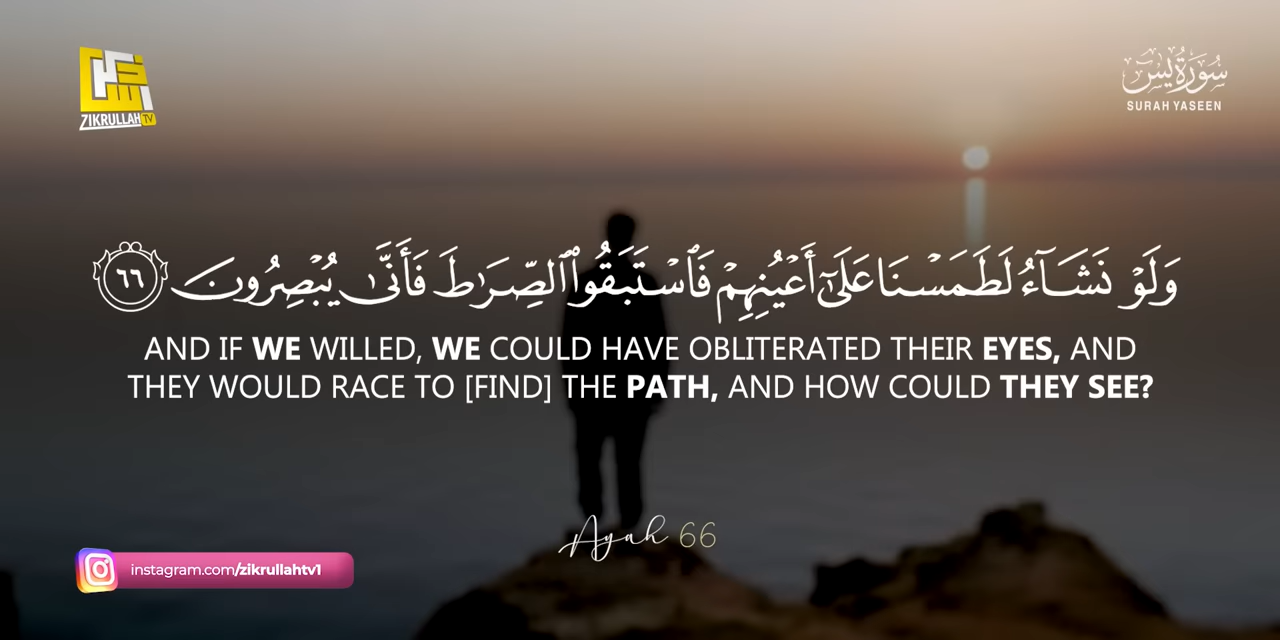 ذكر الله
ZIKRULLAH TV
سُورَةُ يسٓ
SURAH YASEEN
وَلَوْ نَشَآءُ لَطَمَسْنَا عَلَىٰٓ أَعْيُنِهِمْ فَٱسْتَبَقُوا۟ ٱلصِّرَٰطَ فَأَنَّىٰ يُبْصِرُونَ ٦٦
AND IF WE WILLED, WE COULD HAVE OBLITERATED THEIR EYES, AND
THEY WOULD RACE TO [FIND] THE PATH, AND HOW COULD THEY SEE?
Ayah 66
instagram.com/zikrullahtv1